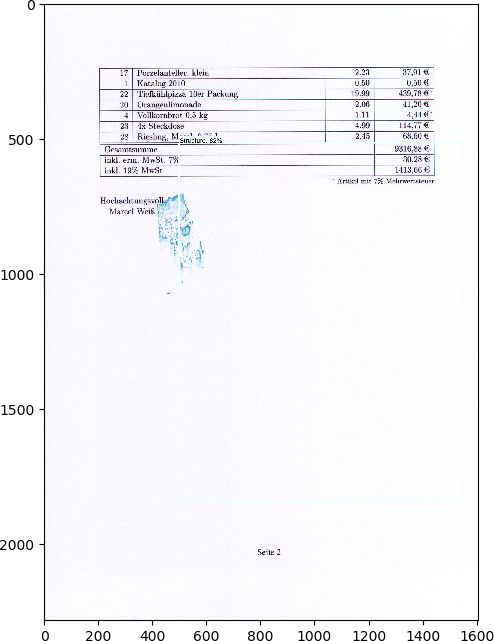 0
17 Porzelanteller, klein 2.23 37,91 €
1 Katalog 2010 0.50 0,50 €
22 Tiefkühlpizza 10er Packung 19.99 439,78 €*
20 Orangenlimonade 2.06 41,20 €
4 Vollkornbrot 0,5 kg 1.11 4,44 €*
23 4x Steckdose 4.99 114,77 €
28 Riesling, 2.45 68,60 €
500
Structure:
Gesamtsumme 9316,88 €
inkl. erm. MwSt. 7% 30,28 €
inkl. 19% MwSt 1413,66 €
* Artikel mit 7% Mehrwertsteuer
Hochachtungsvoll,
Marcel Weiß
1000
1500
2000
Seite 2
0 200 400 600 800 1000 1200 1400 1600